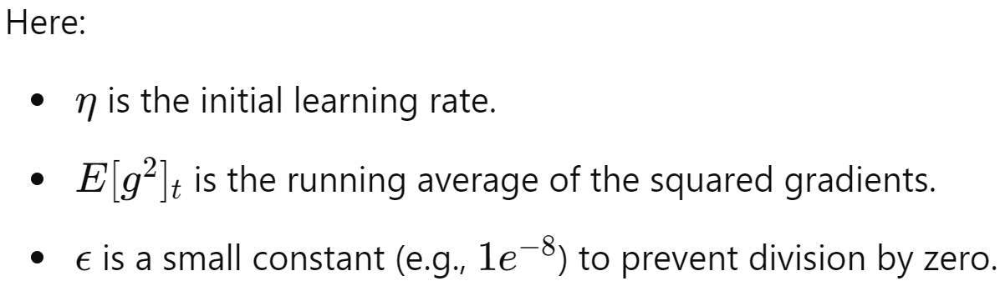 Here:
• η is the initial learning rate.
• E[g²]ₜ is the running average of the squared gradients.
• ϵ is a small constant (e.g., 1e⁻⁸) to prevent division by zero.